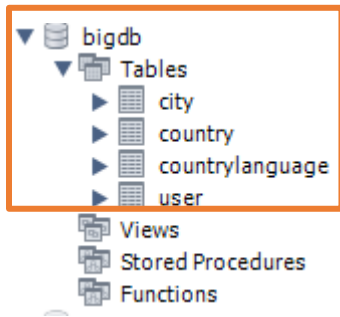 bigdb
Tables
city
country
countrylanguage
user
Views
Stored Procedures
Functions